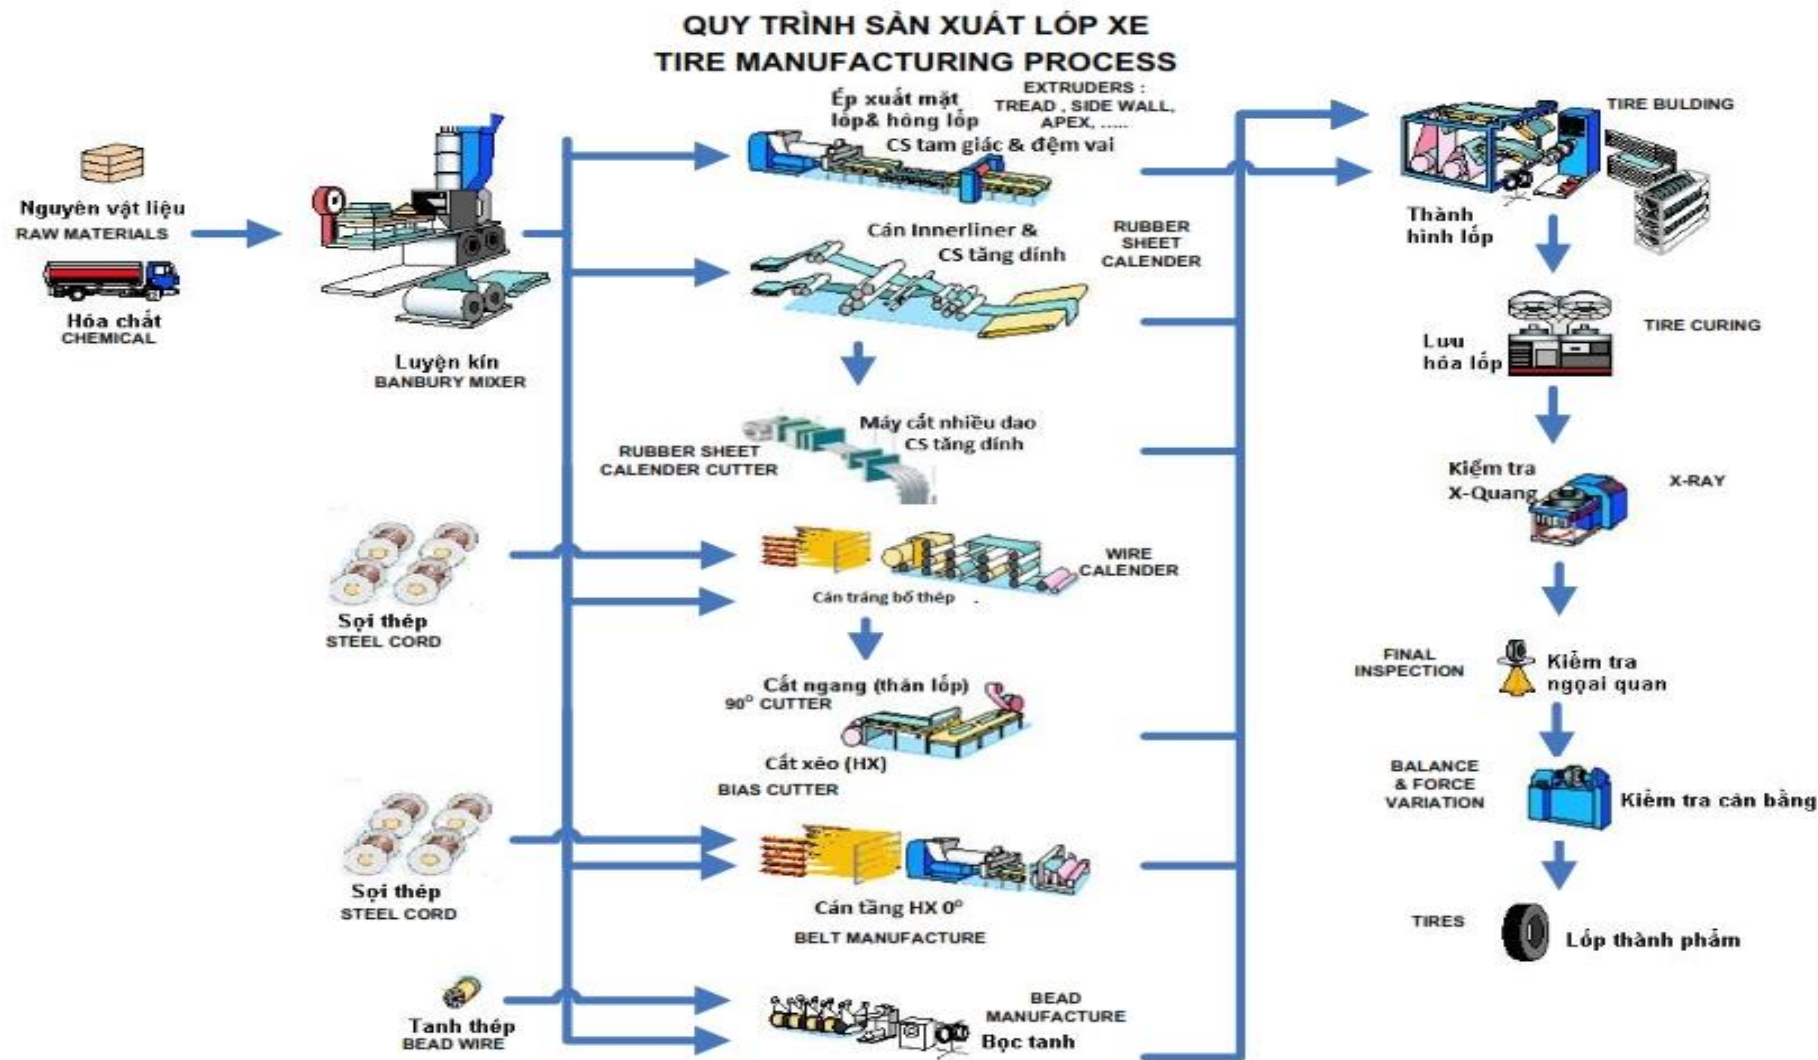 QUY TRÌNH SẢN XUẤT LỐP XE
TIRE MANUFACTURING PROCESS
Nguyên vật liệu
RAW MATERIALS
Hóa chất
CHEMICAL
Luyện kín
BANBURY MIXER
Ép xuất mặt
lốp& hông lốp
EXTRUDERS :
TREAD , SIDE WALL,
APEX, .....
CS tam giác & đệm vai
Cán Innerliner &
CS tăng dính
RUBBER
SHEET
CALENDER
Máy cắt nhiều dao
CS tăng dính
RUBBER SHEET
CALENDER CUTTER
Sợi thép
STEEL CORD
WIRE
CALENDER
Cán tráng bố thép
Cắt ngang (thân lốp)
90° CUTTER
Cắt xéo (HX)
BIAS CUTTER
Sợi thép
STEEL CORD
Cán tầng HX 0°
BELT MANUFACTURE
Tanh thép
BEAD WIRE
BEAD
MANUFACTURE
Bọc tanh
TIRE BULDING
Thành
hình lốp
TIRE CURING
Lưu
hóa lốp
Kiểm tra
X-Quang
X-RAY
FINAL
INSPECTION
Kiểm tra
ngọai quan
BALANCE
& FORCE
VARIATION
Kiểm tra cân bằng
TIRES
Lốp thành phẩm